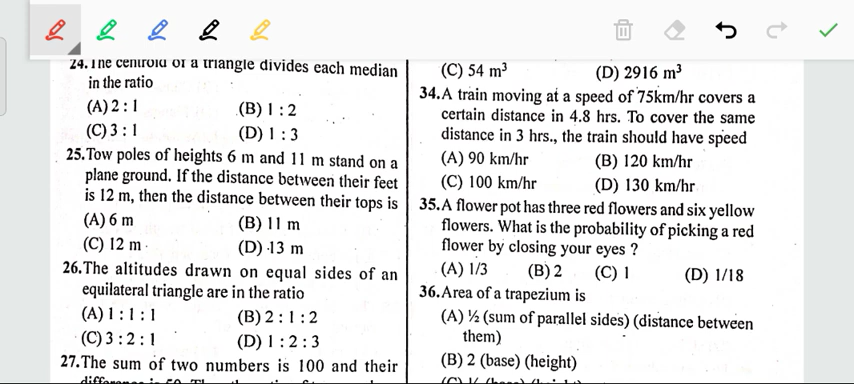 24.The centroid of a triangle divides each median
in the ratio
(A) 2 : 1 (B) 1 : 2
(C) 3 : 1 (D) 1 : 3
25.Tow poles of heights 6 m and 11 m stand on a
plane ground. If the distance between their feet
is 12 m, then the distance between their tops is
(A) 6 m (B) 11 m
(C) 12 m (D) 13 m
26.The altitudes drawn on equal sides of an
equilateral triangle are in the ratio
(A) 1 : 1 : 1 (B) 2 : 1 : 2
(C) 3 : 2 : 1 (D) 1 : 2 : 3
27.The sum of two numbers is 100 and their
(C) 54 m³ (D) 2916 m³
34.A train moving at a speed of 75km/hr covers a
certain distance in 4.8 hrs. To cover the same
distance in 3 hrs., the train should have speed
(A) 90 km/hr (B) 120 km/hr
(C) 100 km/hr (D) 130 km/hr
35.A flower pot has three red flowers and six yellow
flowers. What is the probability of picking a red
flower by closing your eyes ?
(A) 1/3 (B) 2 (C) 1 (D) 1/18
36.Area of a trapezium is
(A) ½ (sum of parallel sides) (distance between
them)
(B) 2 (base) (height)